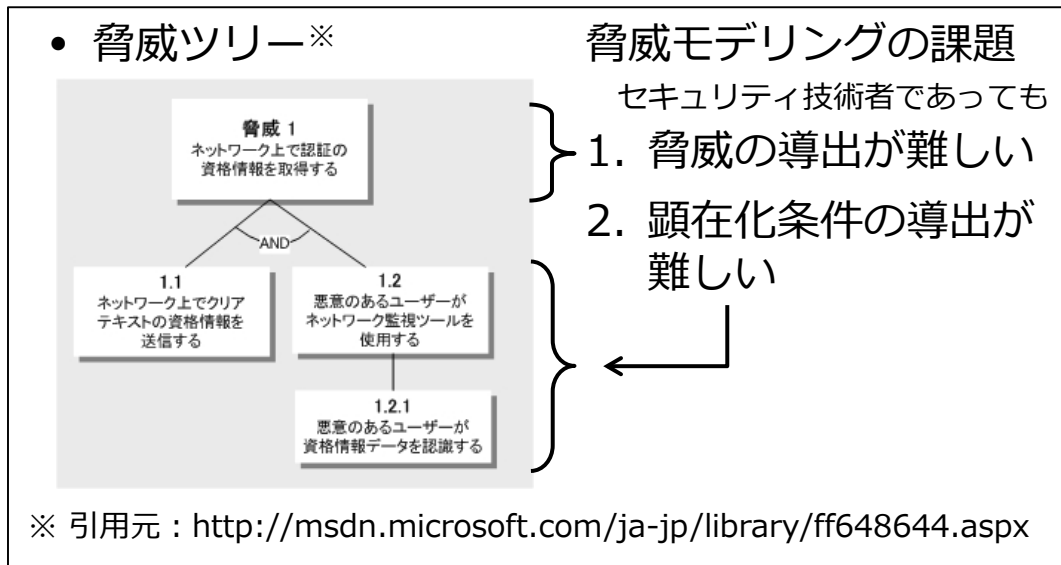 • 脅威ツリー※
脅威モデリングの課題
セキュリティ技術者であっても
1. 脅威の導出が難しい
2. 顕在化条件の導出が
難しい
脅威 1
ネットワーク上で認証の
資格情報を取得する
AND
1.1
ネットワーク上でクリア
テキストの資格情報を
送信する
1.2
悪意のあるユーザーが
ネットワーク監視ツールを
使用する
1.2.1
悪意のあるユーザーが
資格情報データを認識する
※ 引用元：http://msdn.microsoft.com/ja-jp/library/ff648644.aspx